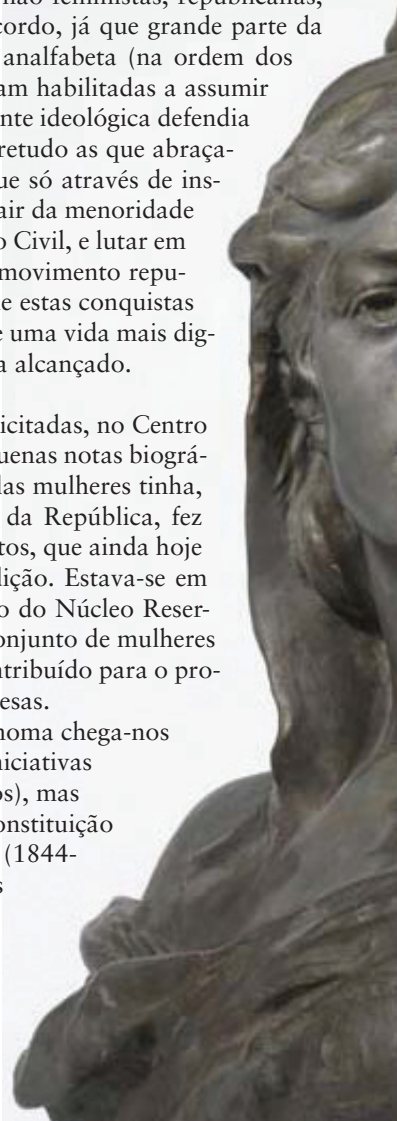 não feministas, republicanas,
cordo, já que grande parte da
analfabeta (na ordem dos
am habilitadas a assumir
nte ideológica defendia
retudo as que abraça-
ue só através de ins-
air da menoridade
o Civil, e lutar em
movimento repu-
e estas conquistas
e uma vida mais dig-
a alcançado.
icitadas, no Centro
uenas notas biográ-
las mulheres tinha,
da República, fez
tos, que ainda hoje
lição. Estava-se em
o do Núcleo Reser-
onjunto de mulheres
ntribuído para o pro-
esas.
noma chega-nos
niciativas
os), mas
onstituição
(1844-
s